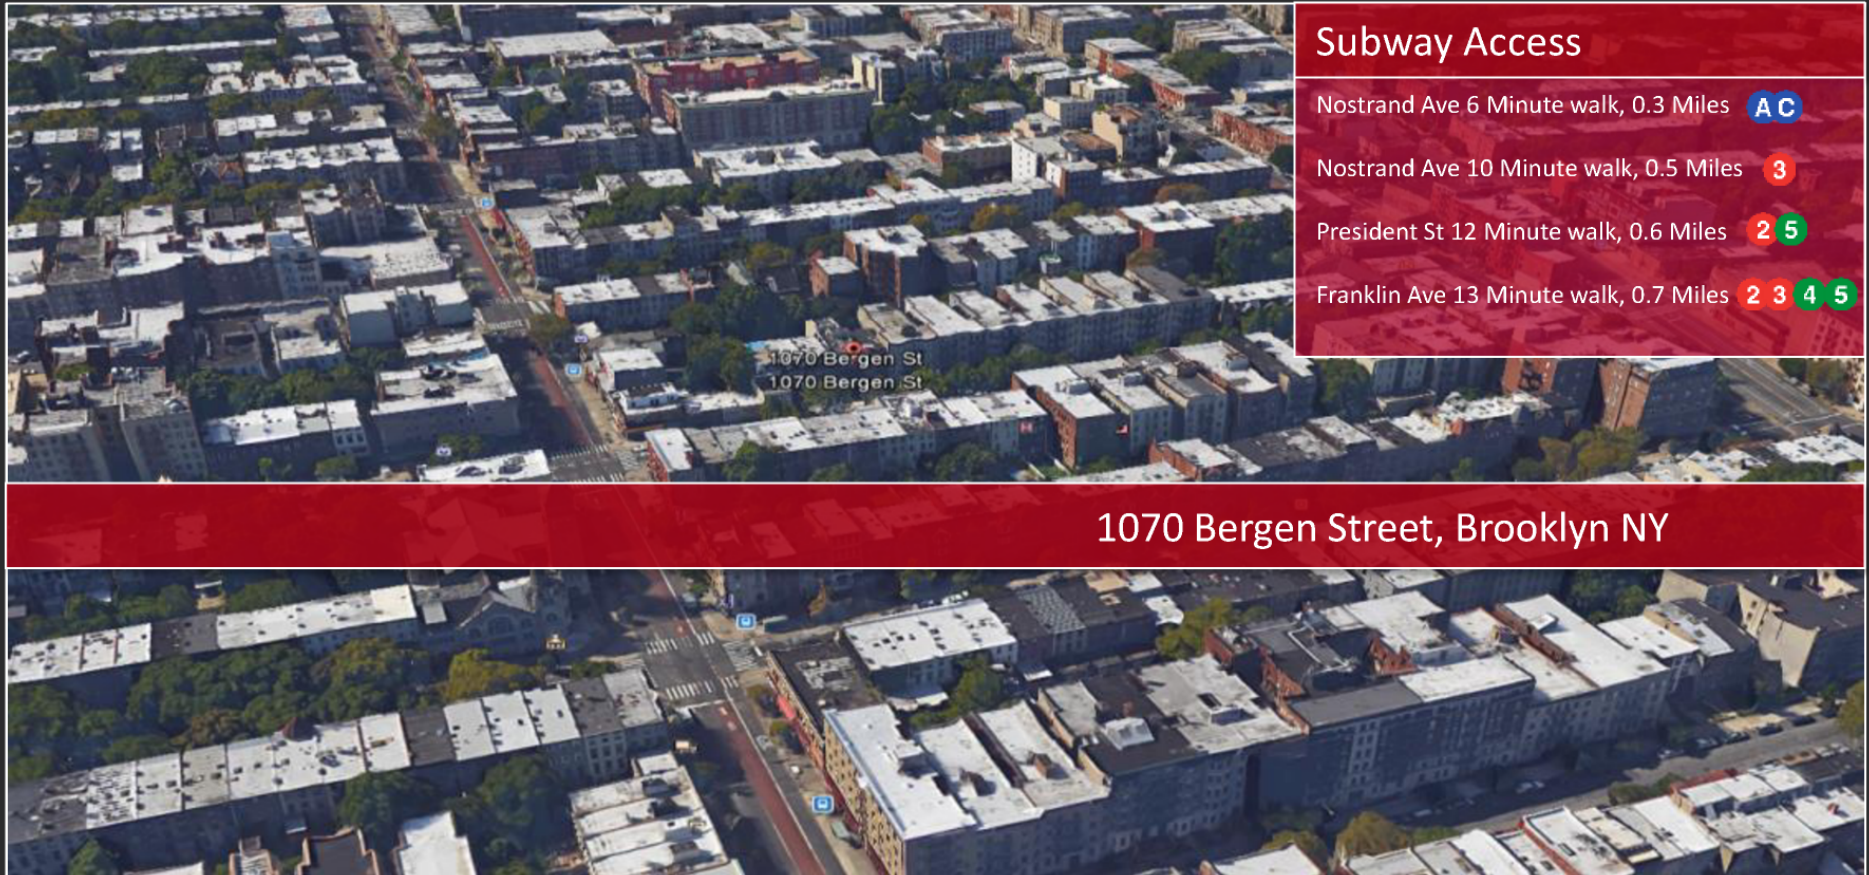 Subway Access
Nostrand Ave 6 Minute walk, 0.3 Miles A C
Nostrand Ave 10 Minute walk, 0.5 Miles 3
President St 12 Minute walk, 0.6 Miles 2 5
Franklin Ave 13 Minute walk, 0.7 Miles 2 3 4 5
1070 Bergen St
1070 Bergen St
1070 Bergen Street, Brooklyn NY